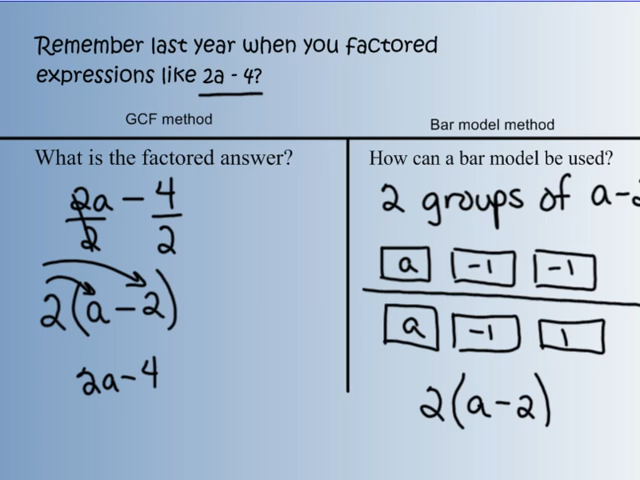 Remember last year when you factored
expressions like 2a - 4?
GCF method
Bar model method
What is the factored answer?
2a - 4
2 2
2(a - 2)
2a - 4
How can a bar model be used?
2 groups of a - 2
a -1 -1
a -1 1
2(a - 2)